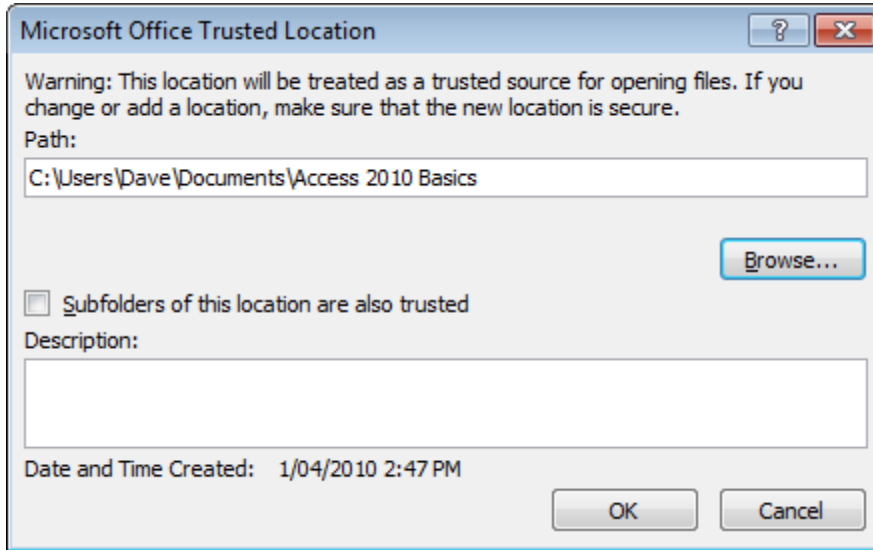 Microsoft Office Trusted Location
Warning: This location will be treated as a trusted source for opening files. If you
change or add a location, make sure that the new location is secure.
Path:
C:\Users\Dave\Documents\Access 2010 Basics
Browse...
Subfolders of this location are also trusted
Description:
Date and Time Created: 1/04/2010 2:47 PM
OK Cancel